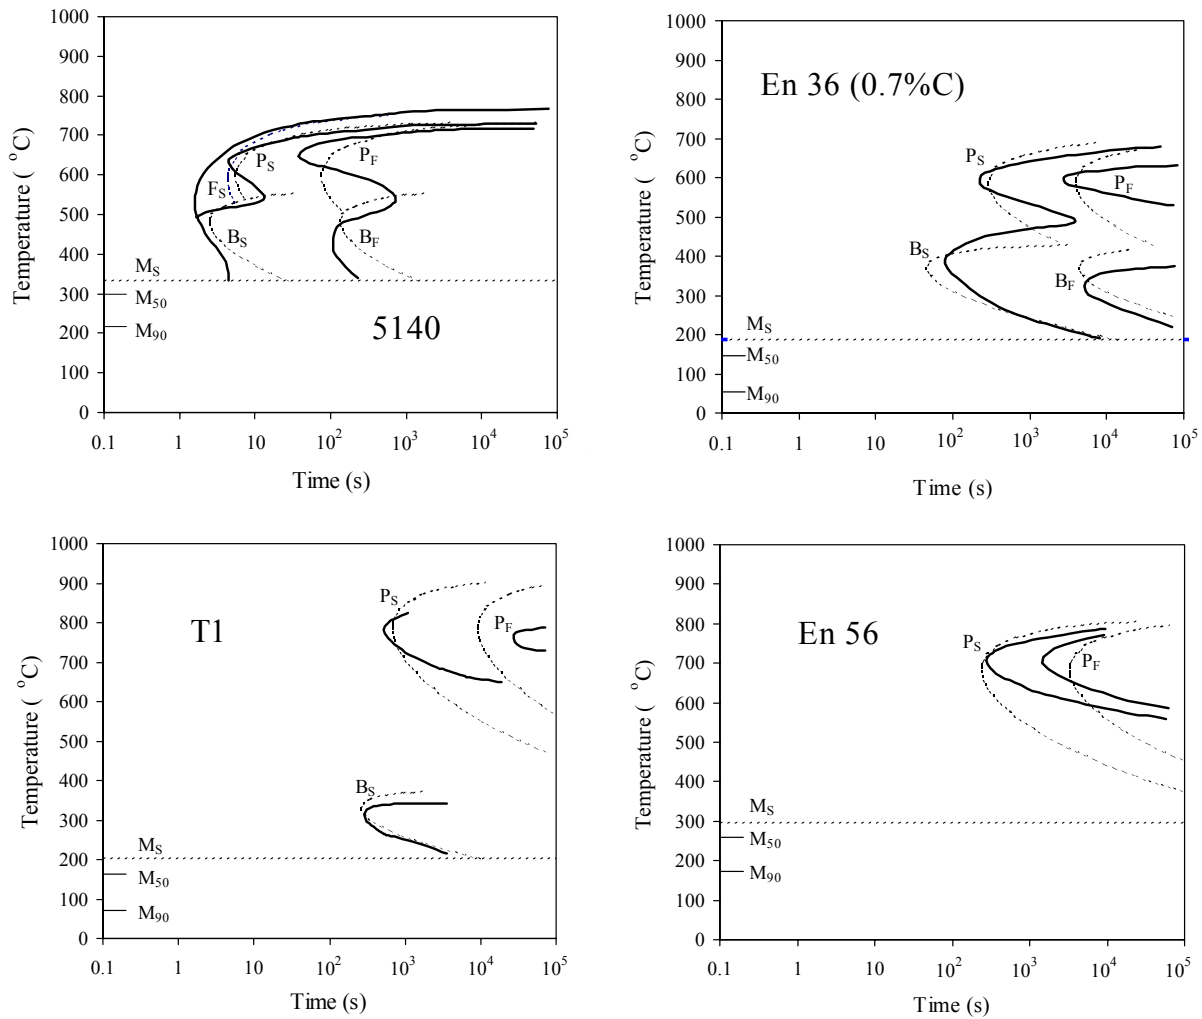 1000
900
800
700
600
500
400
300
200
100
0
Temperature ( °C)
P_S
P_F
F_S
B_S
B_F
M_S
M_50
M_90
5140
0.1 1 10 10^2 10^3 10^4 10^5
Time (s)
1000
900
800
700
600
500
400
300
200
100
0
Temperature ( °C)
En 36 (0.7%C)
P_S
P_F
B_S
B_F
M_S
M_50
M_90
0.1 1 10 10^2 10^3 10^4 10^5
Time (s)
1000
900
800
700
600
500
400
300
200
100
0
Temperature ( °C)
T1
P_S
P_F
B_S
M_S
M_50
M_90
0.1 1 10 10^2 10^3 10^4 10^5
Time (s)
1000
900
800
700
600
500
400
300
200
100
0
Temperature ( °C)
En 56
P_S
P_F
M_S
M_50
M_90
0.1 1 10 10^2 10^3 10^4 10^5
Time (s)